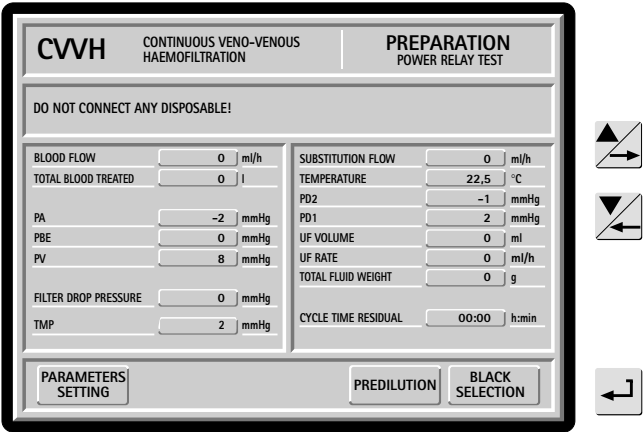 CVVH
CONTINUOUS VENO-VENOUS
HAEMOFILTRATION
PREPARATION
POWER RELAY TEST
DO NOT CONNECT ANY DISPOSABLE!
BLOOD FLOW 0 ml/h
TOTAL BLOOD TREATED 0 l
PA -2 mmHg
PBE 0 mmHg
PV 8 mmHg
FILTER DROP PRESSURE 0 mmHg
TMP 2 mmHg
SUBSTITUTION FLOW 0 ml/h
TEMPERATURE 22,5 °C
PD2 -1 mmHg
PD1 2 mmHg
UF VOLUME 0 ml
UF RATE 0 ml/h
TOTAL FLUID WEIGHT 0 g
CYCLE TIME RESIDUAL 00:00 h:min
PARAMETERS
SETTING
PREDILUTION
BLACK
SELECTION